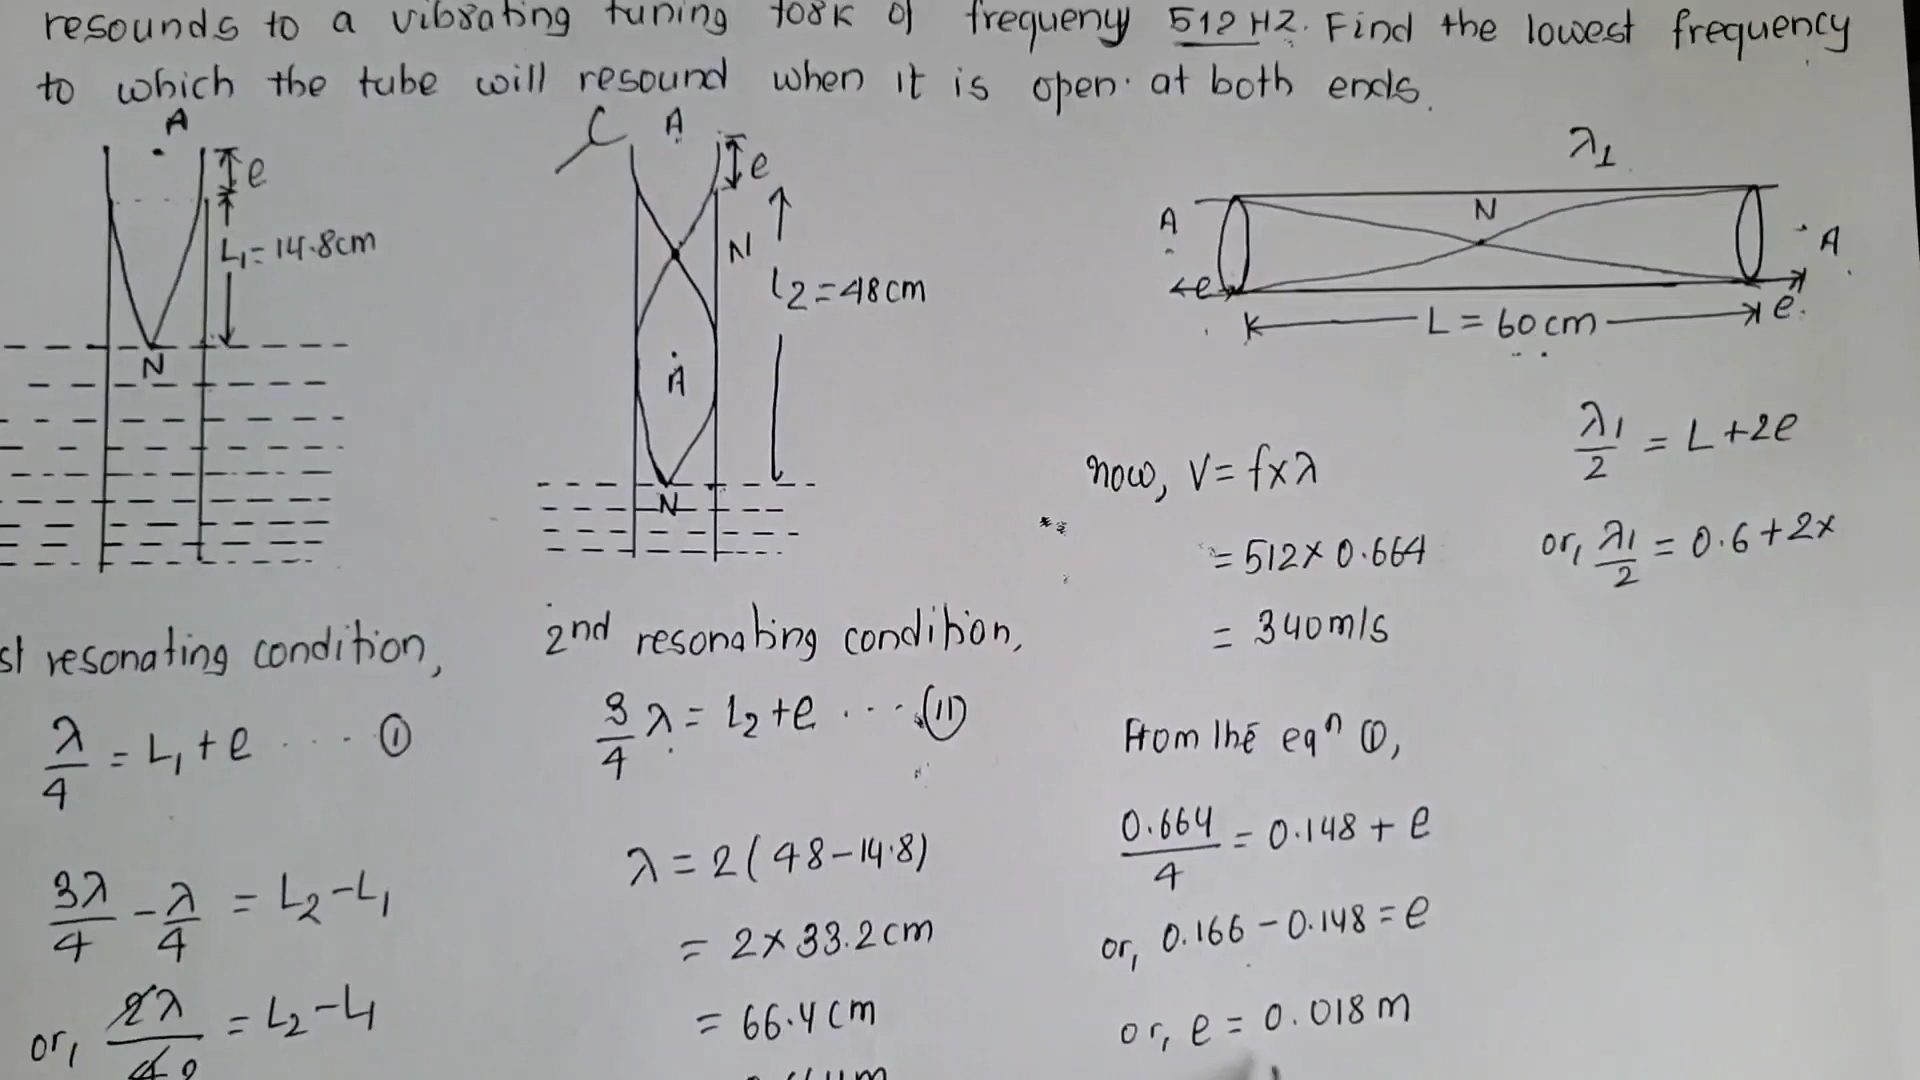 resounds to a vibrating tuning fork of frequeny 512 HZ. Find the lowest frequency
to which the tube will resound when it is open at both ends.
A
e
L₁= 14.8cm
N
A
e
N
l₂=48cm
A
N
λ₁
A
N
A
e
e
L = 60cm
st resonating condition,
λ/4 = L₁ + e .... ①
3λ/4 - λ/4 = L₂-L₁
or, 2λ/42 = L₂-L₁
2nd resonating condition,
3/4 λ = L₂+e ....(11)
λ = 2(48-14.8)
= 2×33.2cm
= 66.4cm
now, V= f×λ
= 512×0.664
= 340m/s
From the eqⁿ ①,
0.664/4 = 0.148 + e
or, 0.166-0.148 = e
or, e = 0.018m
λ₁/2 = L+2e
or, λ₁/2 = 0.6+2×